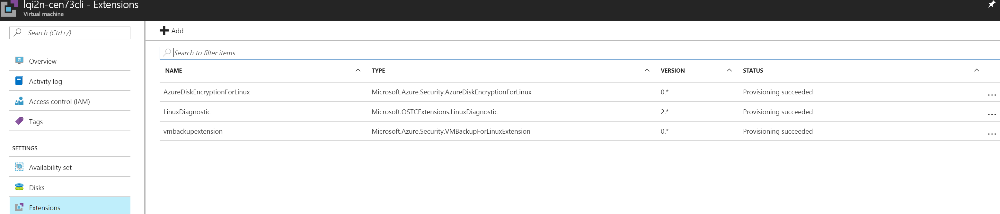 lqi2n-cen73cli - Extensions
Virtual machine
Search (Ctrl+/)
Overview
Activity log
Access control (IAM)
Tags
SETTINGS
Availability set
Disks
Extensions
Add
Search to filter items...
NAME TYPE VERSION STATUS
AzureDiskEncryptionForLinux Microsoft.Azure.Security.AzureDiskEncryptionForLinux 0.* Provisioning succeeded ...
LinuxDiagnostic Microsoft.OSTCExtensions.LinuxDiagnostic 2.* Provisioning succeeded ...
vmbackupextension Microsoft.Azure.Security.VMBackupForLinuxExtension 0.* Provisioning succeeded ...